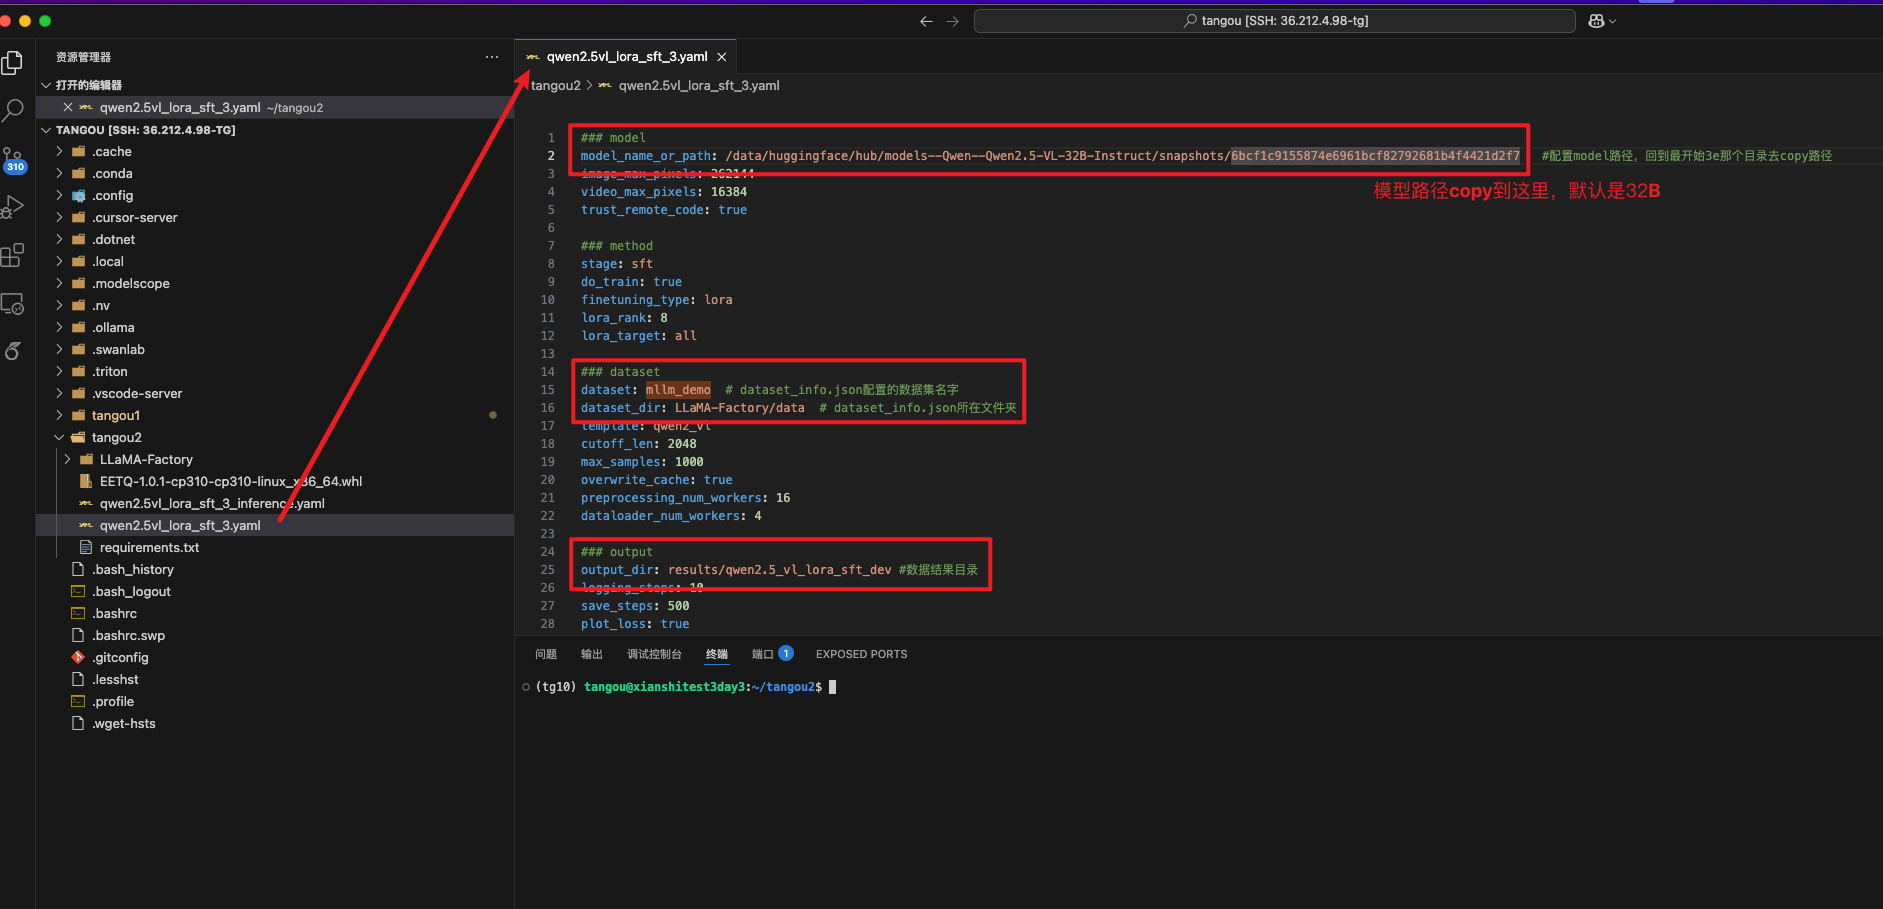 tangou [SSH: 36.212.4.98-tg]
资源管理器
打开的编辑器
qwen2.5vl_lora_sft_3.yaml ~/tangou2
TANGOU [SSH: 36.212.4.98-TG]
.cache
.conda
.config
.cursor-server
.dotnet
.local
.modelscope
.nv
.ollama
.swanlab
.triton
.vscode-server
tangou1
tangou2
LLaMA-Factory
EETQ-1.0.1-cp310-cp310-linux_x86_64.whl
qwen2.5vl_lora_sft_3_inference.yaml
qwen2.5vl_lora_sft_3.yaml
requirements.txt
.bash_history
.bash_logout
.bashrc
.bashrc.swp
.gitconfig
.lesshst
.profile
.wget-hsts
310
qwen2.5vl_lora_sft_3.yaml
tangou2 > qwen2.5vl_lora_sft_3.yaml
1 ### model
2 model_name_or_path: /data/huggingface/hub/models--Qwen--Qwen2.5-VL-32B-Instruct/snapshots/6bcf1c9155874e6961bcf82792681b4f4421d2f7 #配置model路径，回到最开始3e那个目录去copy路径
3 image_max_pixels: 262144
模型路径copy到这里，默认是32B
4 video_max_pixels: 16384
5 trust_remote_code: true
6
7 ### method
8 stage: sft
9 do_train: true
10 finetuning_type: lora
11 lora_rank: 8
12 lora_target: all
13
14 ### dataset
15 dataset: mllm_demo # dataset_info.json配置的数据集名字
16 dataset_dir: LLaMA-Factory/data # dataset_info.json所在文件夹
17 template: qwen2_vl
18 cutoff_len: 2048
19 max_samples: 1000
20 overwrite_cache: true
21 preprocessing_num_workers: 16
22 dataloader_num_workers: 4
23
24 ### output
25 output_dir: results/qwen2.5_vl_lora_sft_dev #数据结果目录
26 logging_steps: 10
27 save_steps: 500
28 plot_loss: true
问题 输出 调试控制台 终端 端口 1 EXPOSED PORTS
(tg10) tangou@xianshitest3day3:~/tangou2$